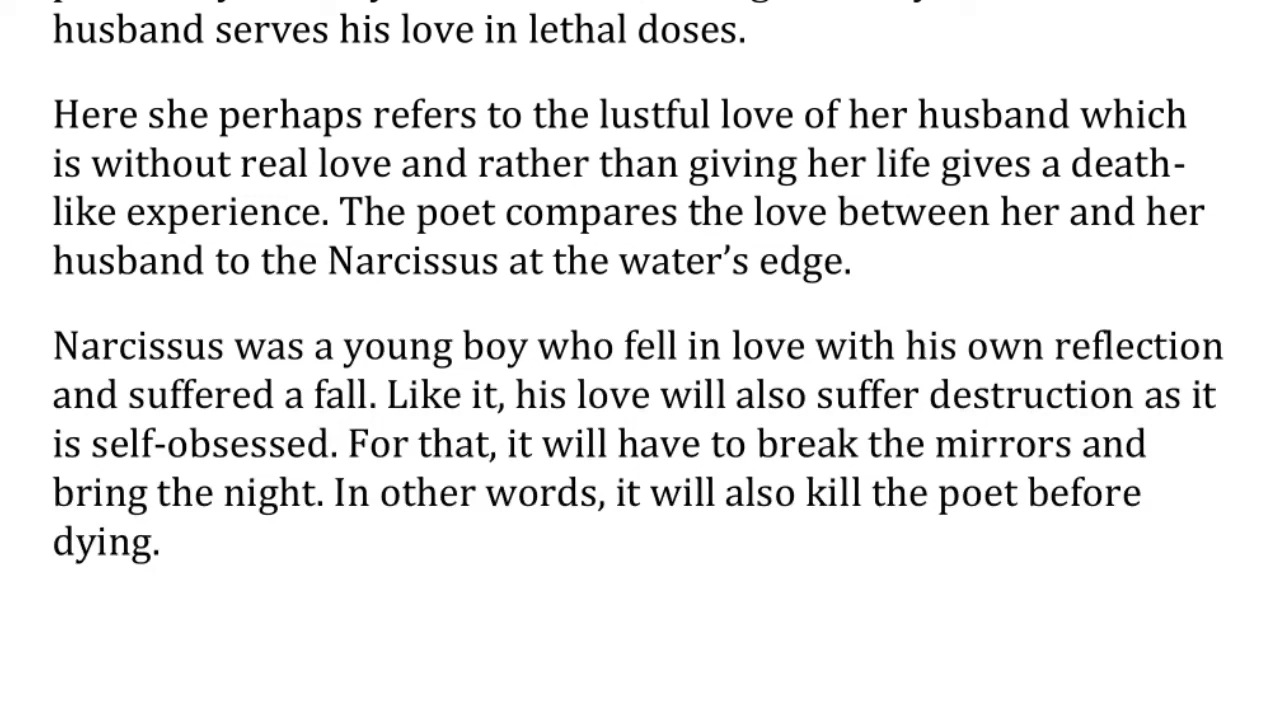 husband serves his love in lethal doses.
Here she perhaps refers to the lustful love of her husband which
is without real love and rather than giving her life gives a death-
like experience. The poet compares the love between her and her
husband to the Narcissus at the water’s edge.
Narcissus was a young boy who fell in love with his own reflection
and suffered a fall. Like it, his love will also suffer destruction as it
is self-obsessed. For that, it will have to break the mirrors and
bring the night. In other words, it will also kill the poet before
dying.